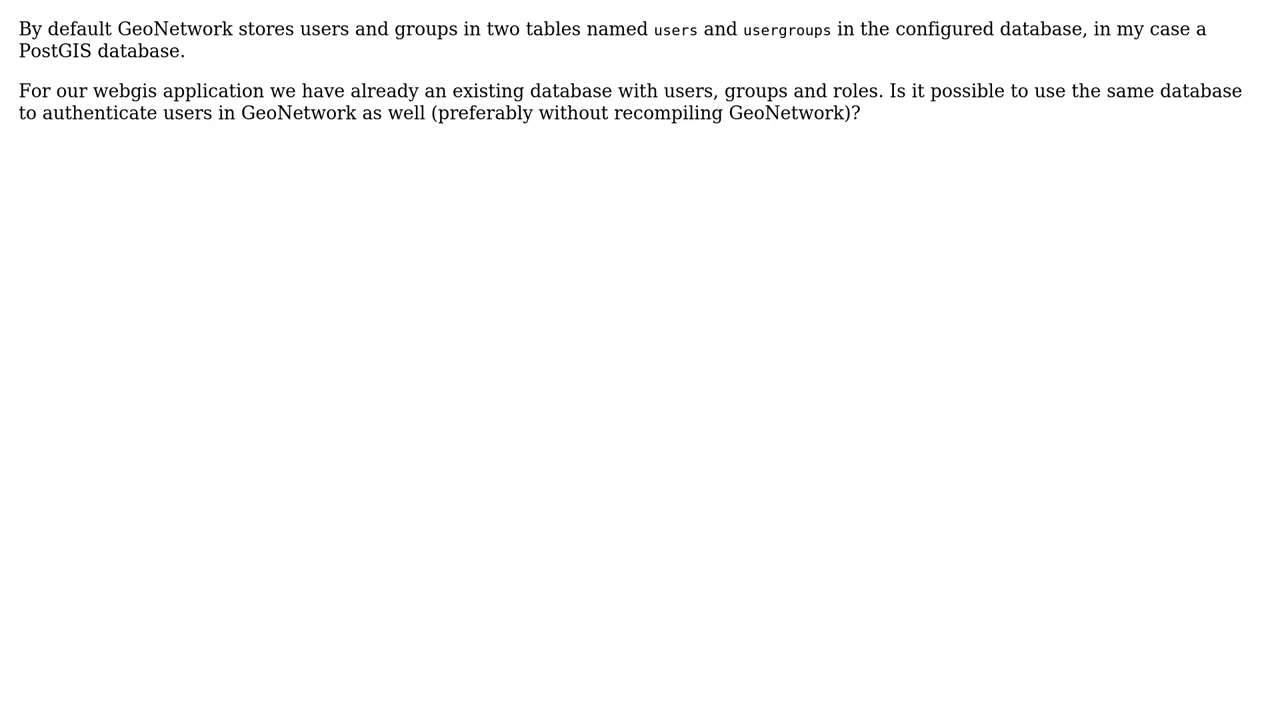 By default GeoNetwork stores users and groups in two tables named users and usergroups in the configured database, in my case a
PostGIS database.
For our webgis application we have already an existing database with users, groups and roles. Is it possible to use the same database
to authenticate users in GeoNetwork as well (preferably without recompiling GeoNetwork)?